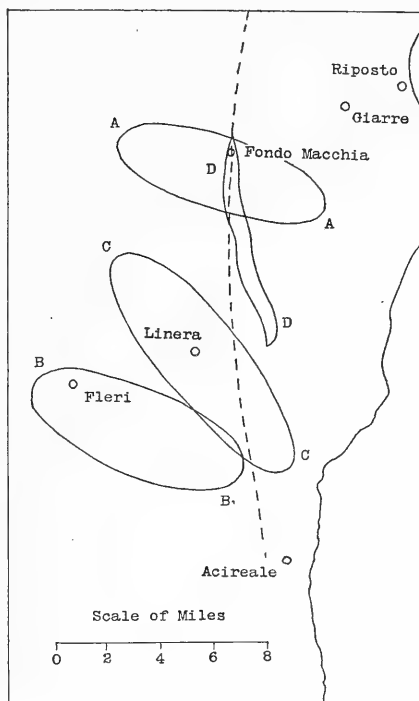 Riposto
Giarre
A
Fondo Macchia
D
A
C
D
Linera
B
Fleri
C
B
Acireale
Scale of Miles
0 2 4 6 8